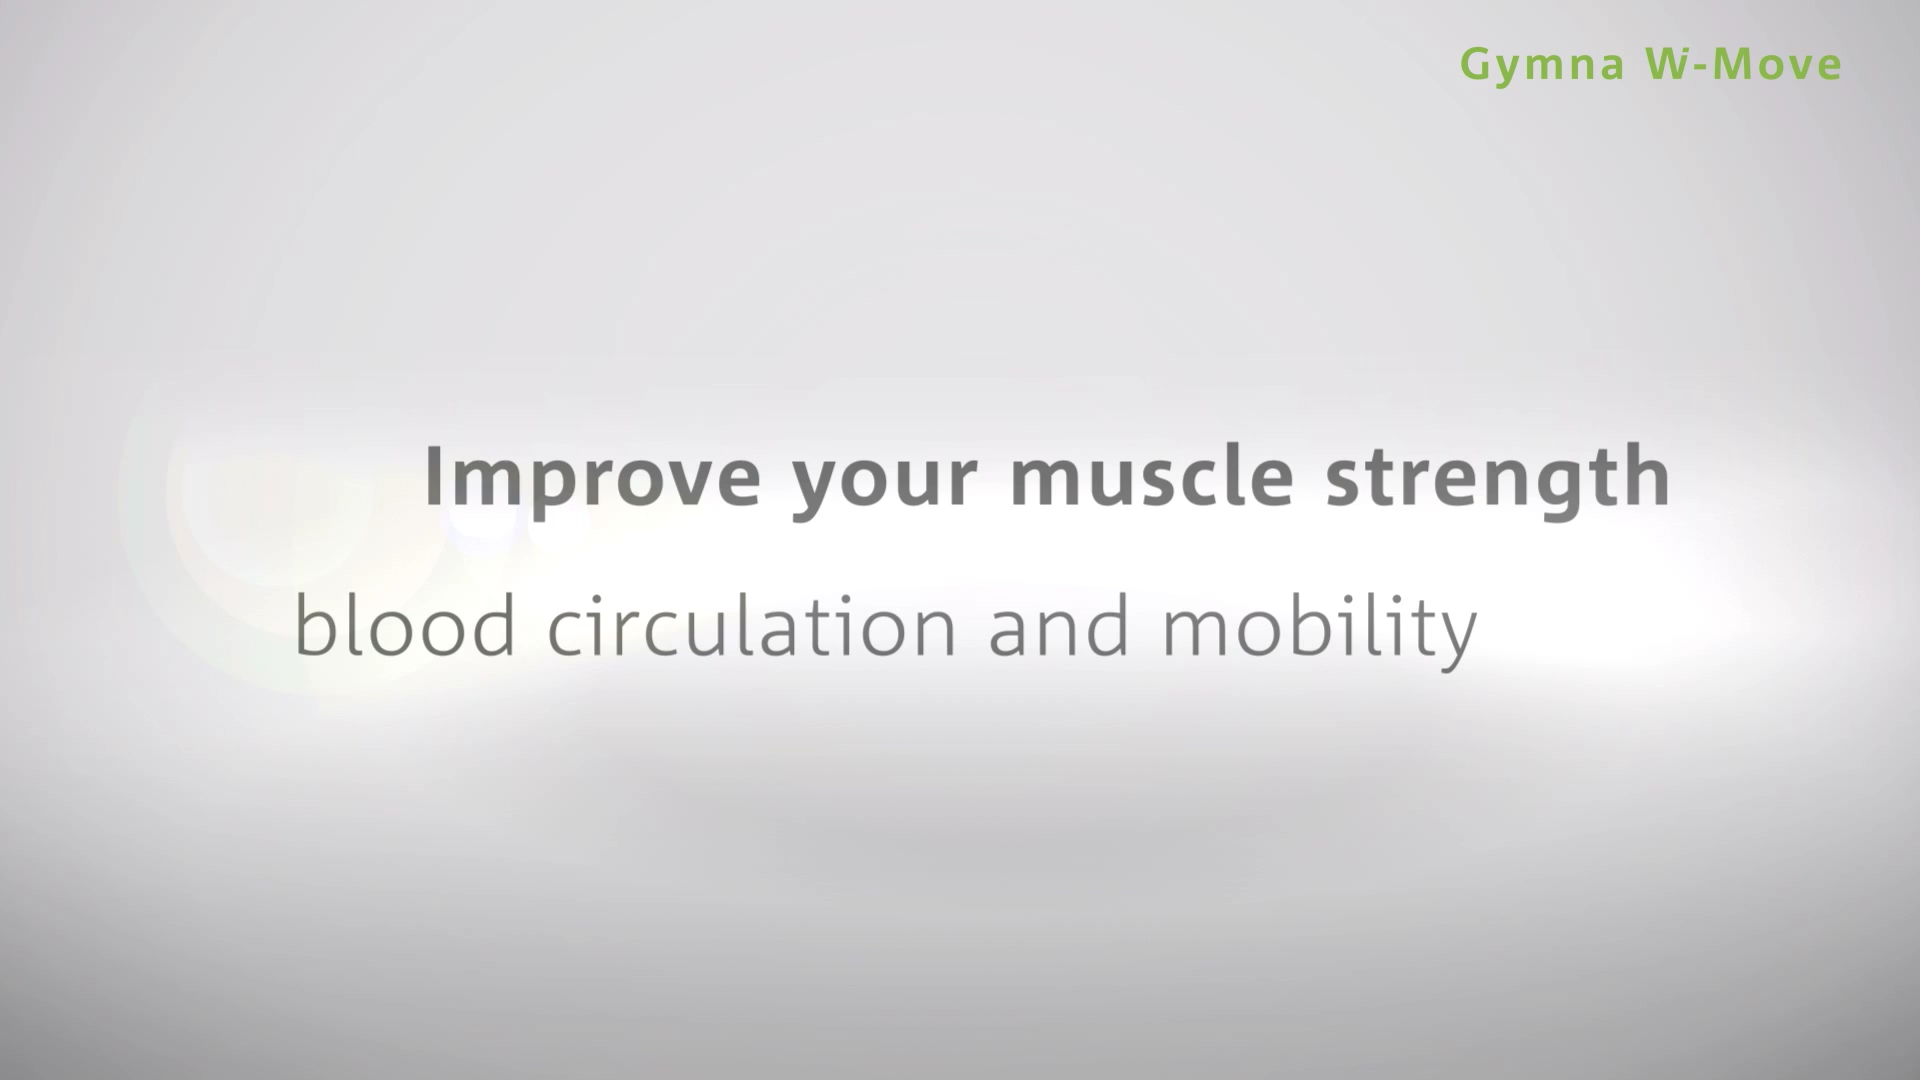 Gymna W-Move
Improve your muscle strength
blood circulation and mobility